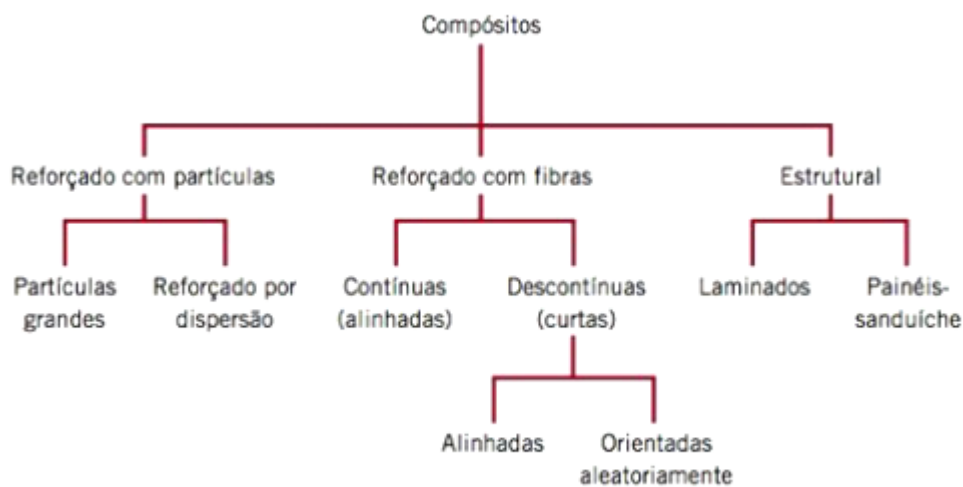 Compósitos
Reforçado com partículas
Reforçado com fibras
Estrutural
Partículas
grandes
Reforçado por
dispersão
Contínuas
(alinhadas)
Descontínuas
(curtas)
Laminados
Painéis-
sanduíche
Alinhadas
Orientadas
aleatoriamente